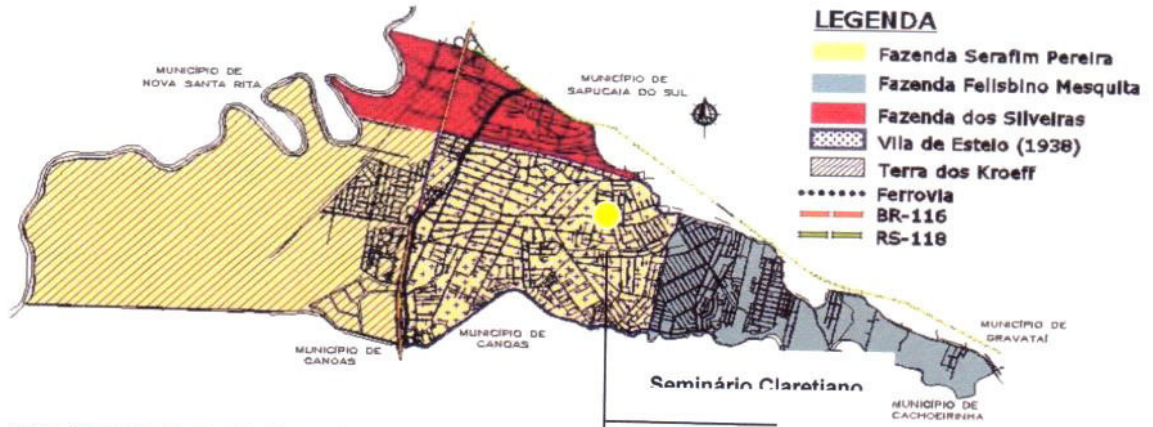 LEGENDA
Fazenda Serafim Pereira
Fazenda Felisbino Mesquita
Fazenda dos Silveiras
Vila de Esteio (1938)
Terra dos Kroeff
Ferrovia
BR-116
RS-118
MUNICÍPIO DE
NOVA SANTA RITA
MUNICÍPIO DE
SAPUCAIA DO SUL
MUNICÍPIO DE
CANOAS
MUNICÍPIO DE
CANOAS
MUNICÍPIO DE
GRAVATAÍ
Seminário Claretiano
MUNICÍPIO DE
CACHOEIRINHA